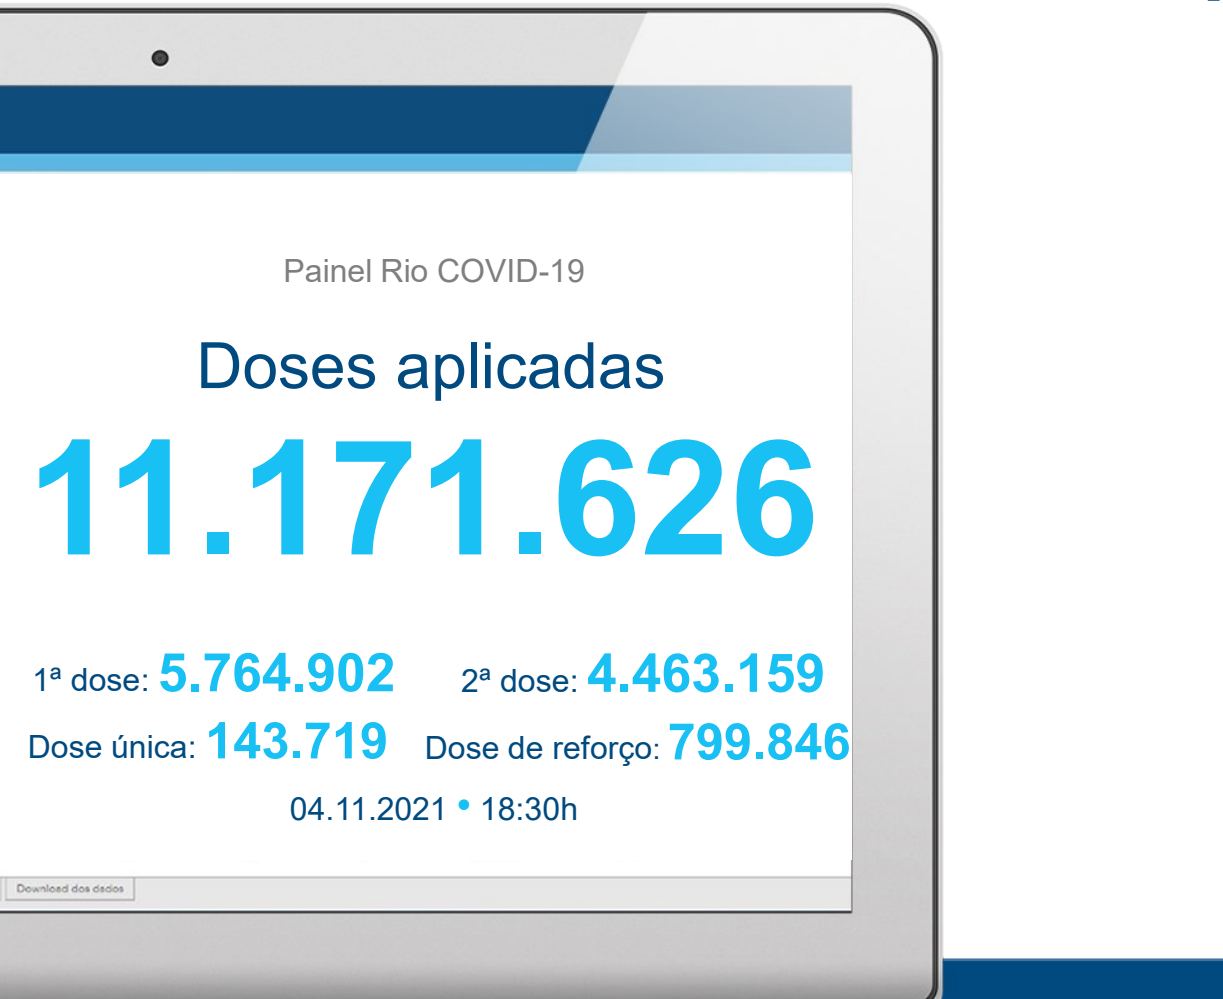 Painel Rio COVID-19
Doses aplicadas
11.171.626
1ª dose: 5.764.902 2ª dose: 4.463.159
Dose única: 143.719 Dose de reforço: 799.846
04.11.2021 • 18:30h
Download dos dados